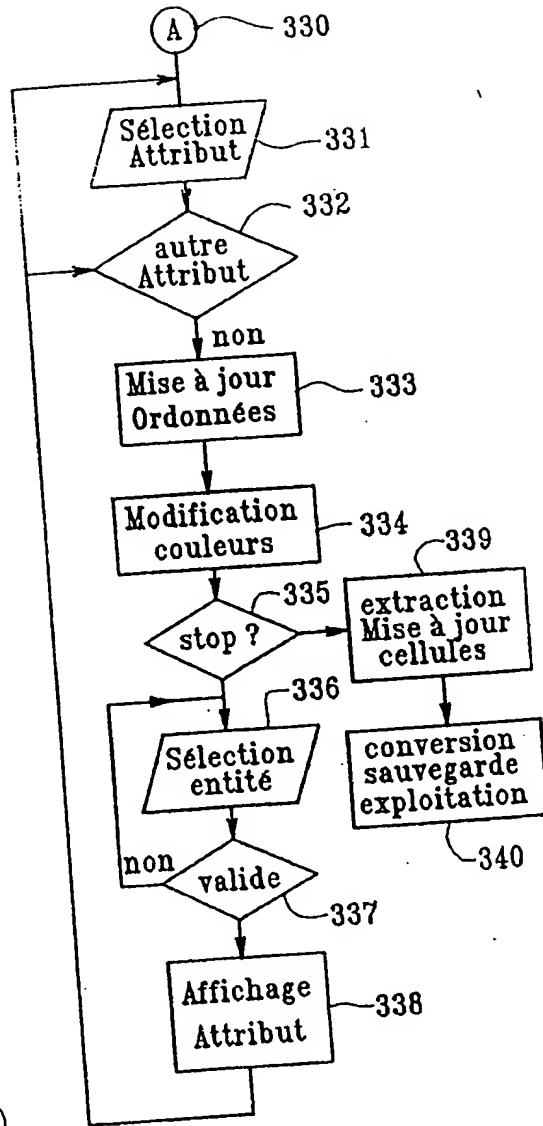 A
330
Sélection
Attribut
331
332
autre
Attribut
non
Mise à jour
Ordonnées
333
Modification
couleurs
334
335
stop ?
339
extraction
Mise à jour
cellules
336
Sélection
entité
conversion
sauvegarde
exploitation
340
non
valide
337
Affichage
Attribut
338